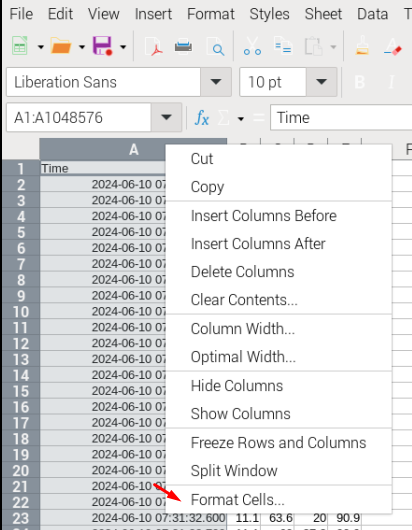 File Edit View Insert Format Styles Sheet Data
Liberation Sans 10 pt B I
A1:A1048576 fx Σ = Time
A
1 Time
Cut
2 2024-06-10 07
Copy
3 2024-06-10 07
4 2024-06-10 07
Insert Columns Before
5 2024-06-10 07
6 2024-06-10 07
Insert Columns After
7 2024-06-10 07
Delete Columns
8 2024-06-10 07
9 2024-06-10 07
Clear Contents...
10 2024-06-10 07
11 2024-06-10 07
Column Width...
12 2024-06-10 07
13 2024-06-10 07
Optimal Width...
14 2024-06-10 07
15 2024-06-10 07
Hide Columns
16 2024-06-10 07
Show Columns
17 2024-06-10 07
18 2024-06-10 07
Freeze Rows and Columns
19 2024-06-10 07
20 2024-06-10 07
Split Window
21 2024-06-10 07
22 2024-06-10 07
Format Cells...
23 2024-06-10 07:31:32.600 11.1 63.6 20 90.9